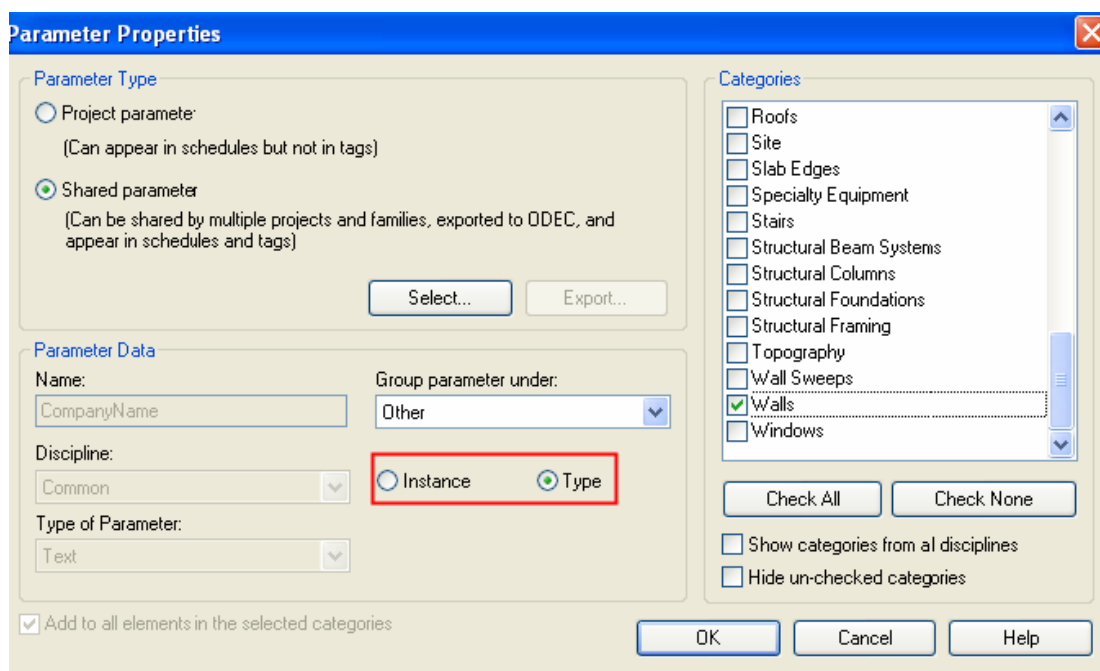 Parameter Properties
Parameter Type
Project paramete
(Can appear in schedules but not in tags)
Shared parameter
(Can be shared by multiple projects and families, exported to ODEC, and
appear in schedules and tags)
Select...
Export...
Parameter Data
Name:
CompanyName
Group parameter under:
Other
Discipline:
Common
Instance
Type
Type of Parameter:
Text
Add to all elements in the selected categories
Categories
Roofs
Site
Slab Edges
Specialty Equipment
Stairs
Structural Beam Systems
Structural Columns
Structural Foundations
Structural Framing
Topography
Wall Sweeps
Walls
Windows
Check All
Check None
Show categories from al disciplines
Hide un-checked categories
OK
Cancel
Help